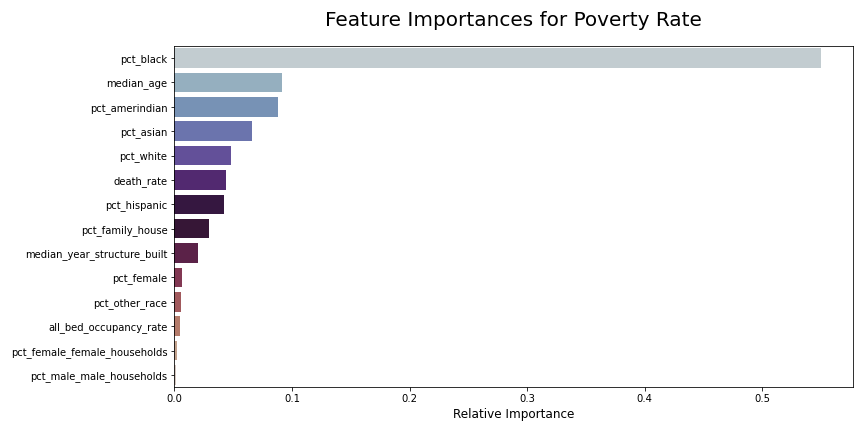 Feature Importances for Poverty Rate
pct_black
median_age
pct_amerindian
pct_asian
pct_white
death_rate
pct_hispanic
pct_family_house
median_year_structure_built
pct_female
pct_other_race
all_bed_occupancy_rate
pct_female_female_households
pct_male_male_households
0.0 0.1 0.2 0.3 0.4 0.5
Relative Importance